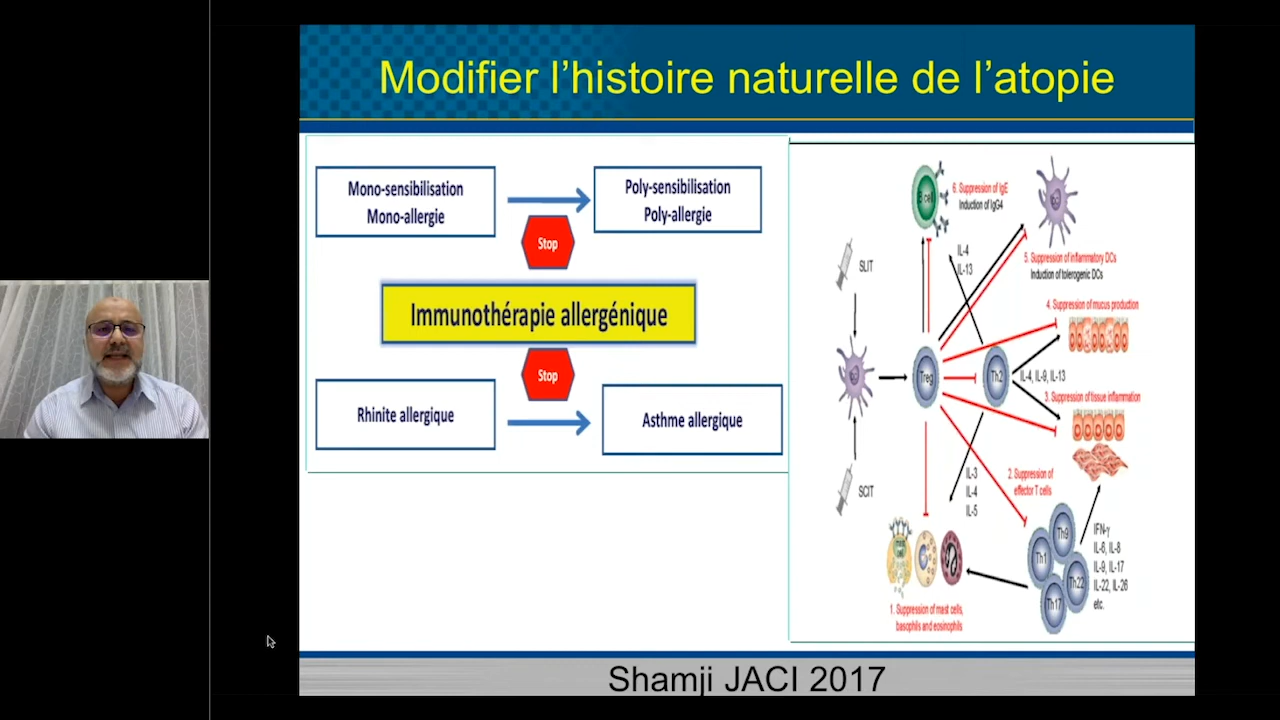 Modifier l’histoire naturelle de l’atopie
Mono-sensibilisation
Mono-allergie
Poly-sensibilisation
Poly-allergie
Stop
Immunothérapie allergénique
Stop
Rhinite allergique
Asthme allergique
B cell
6. Suppression of IgE
Induction of IgG4
DC
SLIT
IL-4
IL-13
5. Suppression of inflammatory DCs
Induction of tolerogenic DCs
4. Suppression of mucus production
DC
Treg
Th2
IL-4, IL-9, IL-13
3. Suppression of tissue inflammation
SCIT
IL-3
IL-4
IL-5
2. Suppression of
effector T cells
Th9
Th1
Th22
Th17
IFN-γ
IL-6, IL-8
IL-9, IL-17
IL-22, IL-26
etc.
1. Suppression of mast cells,
basophils and eosinophils
Shamji JACI 2017